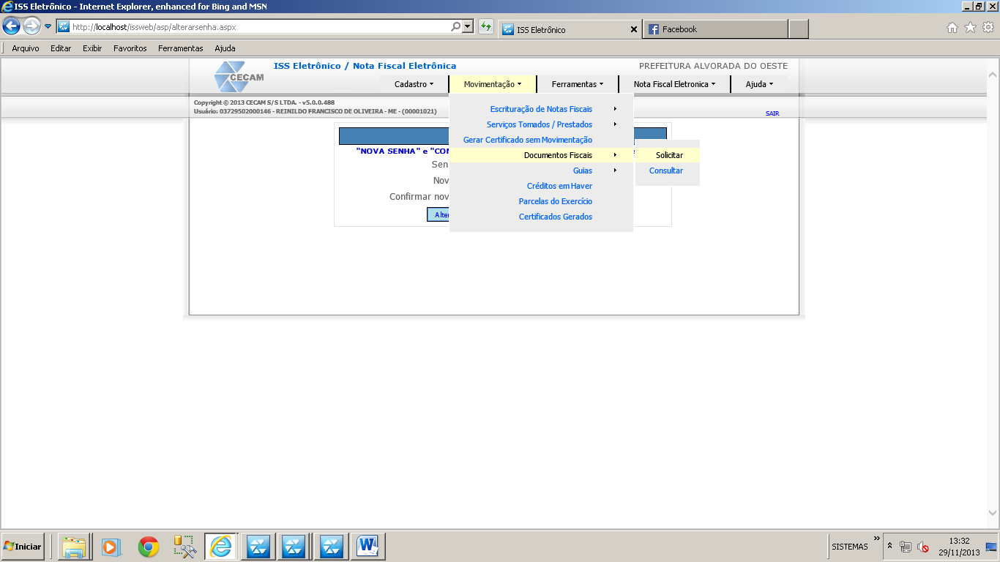 ISS Eletrônico - Internet Explorer, enhanced for Bing and MSN
http://localhost/issweb/asp/alterarsenha.aspx
ISS Eletrônico
Facebook
Arquivo Editar Exibir Favoritos Ferramentas Ajuda
CECAM
ISS Eletrônico / Nota Fiscal Eletrônica
PREFEITURA ALVORADA DO OESTE
Cadastro Movimentação Ferramentas Nota Fiscal Eletronica Ajuda
Copyright © 2013 CECAM S/S LTDA. - v5.0.0.488
Usuário: 03729502000146 - REINILDO FRANCISCO DE OLIVEIRA - ME - (00001021)
SAIR
Escrituração de Notas Fiscais
Serviços Tomados / Prestados
Gerar Certificado sem Movimentação
Documentos Fiscais
Guias
Créditos em Haver
Parcelas do Exercício
Certificados Gerados
Solicitar
Consultar
"NOVA SENHA" e "CO
Sen
Nov
Confirmar nov
Alte
Iniciar
SISTEMAS
13:32
29/11/2013